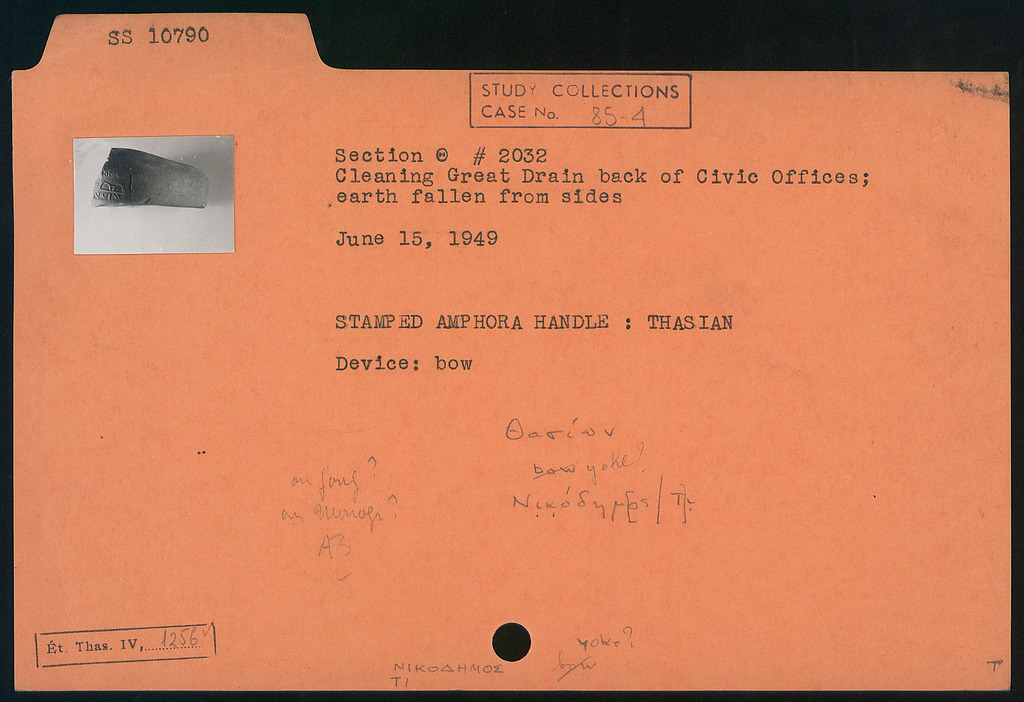 SS 10790
STUDY COLLECTIONS
CASE No. 85-4
Section Θ # 2032
Cleaning Great Drain back of Civic Offices;
earth fallen from sides
June 15, 1949
STAMPED AMPHORA HANDLE : THASIAN
Device: bow
Θασίων
bow yoke?
Νικόδημ[ος/Τ]ι
on
on
Ét. Thas. IV, 1256
yoke?
bow
ΝΙΚΟΔΗΜΟΣ
ΤΙ
T